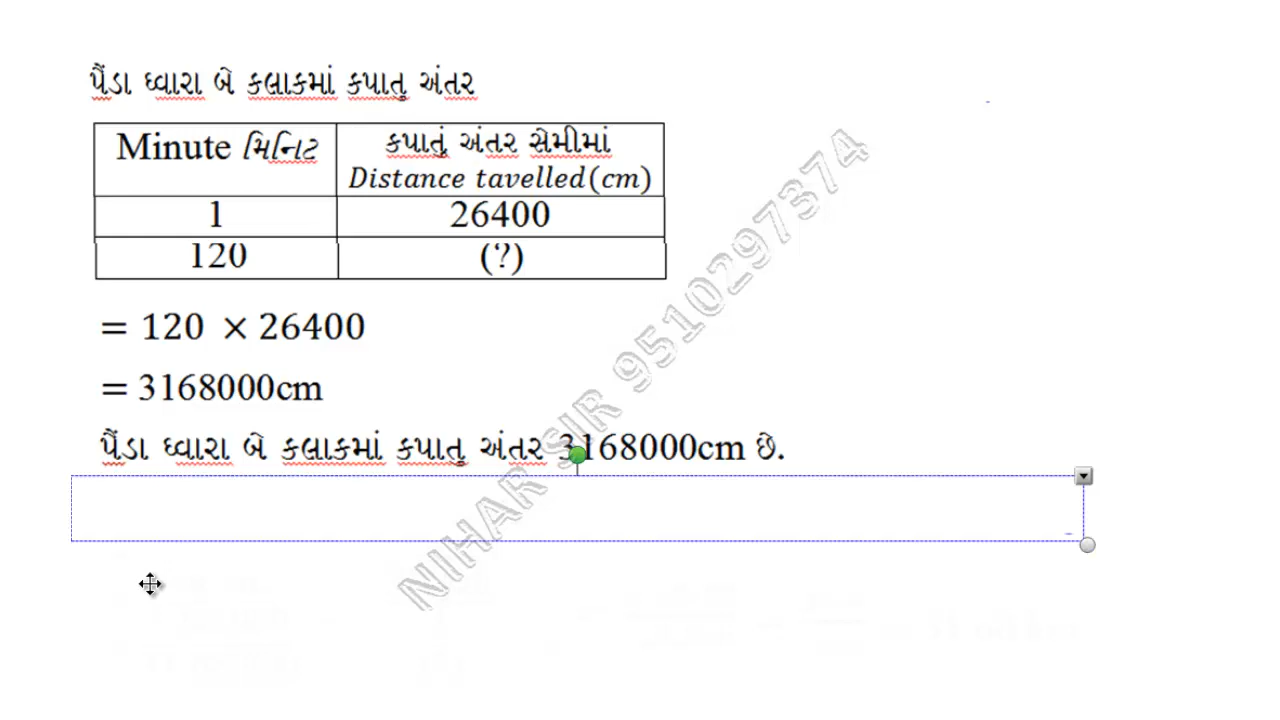 પૈંડા ઘ્વારા બે કલાકમાં કપાતુ અંતર
Minute મિનિટ કપાતું અંતર સેમીમાં
Distance tavelled(cm)
1 26400
120 (?)
= 120 × 26400
= 3168000cm
પૈંડા ઘ્વારા બે કલાકમાં કપાતુ અંતર 3168000cm છે.
NIHAR SIR 9510297374